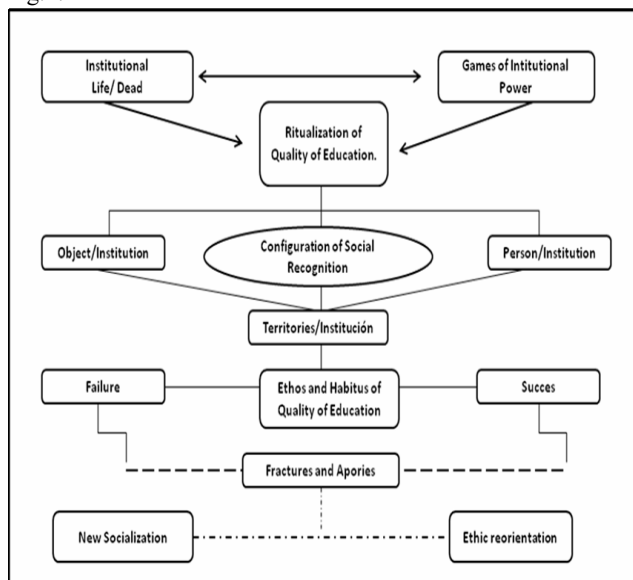 Institutional
Life/ Dead
Games of Intitutional
Power
Ritualization of
Quality of Education.
Object/Institution
Configuration of Social
Recognition
Person/Institution
Territories/Institución
Failure
Ethos and Habitus of
Quality of Education
Succes
Fractures and Apories
New Socialization
Ethic reorientation